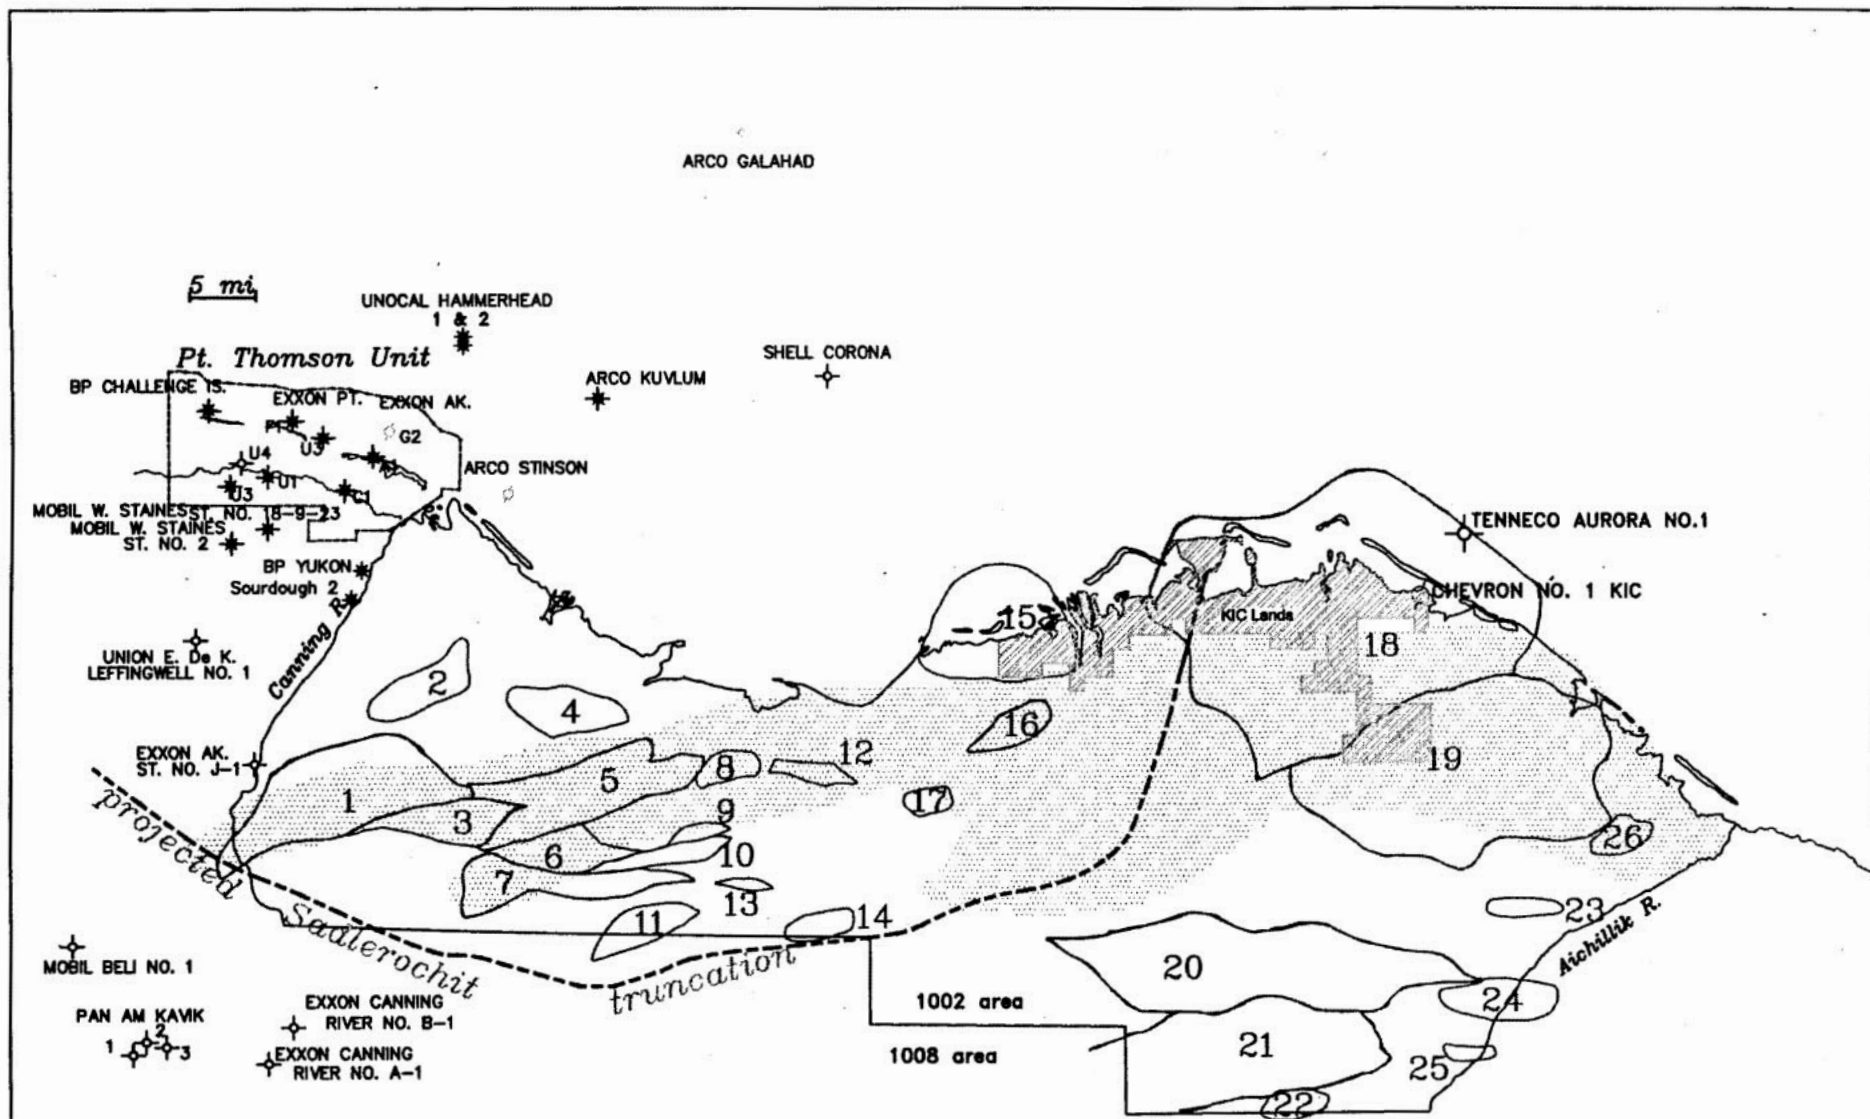 ARCO GALAHAD
5 mi
UNOCAL HAMMERHEAD
1 & 2
SHELL CORONA
Pt. Thomson Unit
BP CHALLENGE IS.
EXXON PT.
EXXON AK.
ARCO KUVLUM
G2
U3
U4
ARCO STINSON
U1
U3
C1
MOBIL W. STAINES
ST. NO. 18-9-23
MOBIL W. STAINES
ST. NO. 2
TENNECO AURORA NO.1
BP YUKON
Sourdough 2
CHEVRON NO. 1 KIC
KIC Lands
15
18
Canning R.
UNION E. De K.
LEFFINGWELL NO. 1
2
4
16
EXXON AK.
ST. NO. J-1
12
19
1
5
8
3
9
17
26
6
10
7
13
11
14
23
projected Sadlerochit truncation
Aichillik R.
MOBIL BELI NO. 1
20
24
PAN AM KAVIK
1
2
3
EXXON CANNING
RIVER NO. B-1
1002 area
EXXON CANNING
RIVER NO. A-1
1008 area
21
25
22